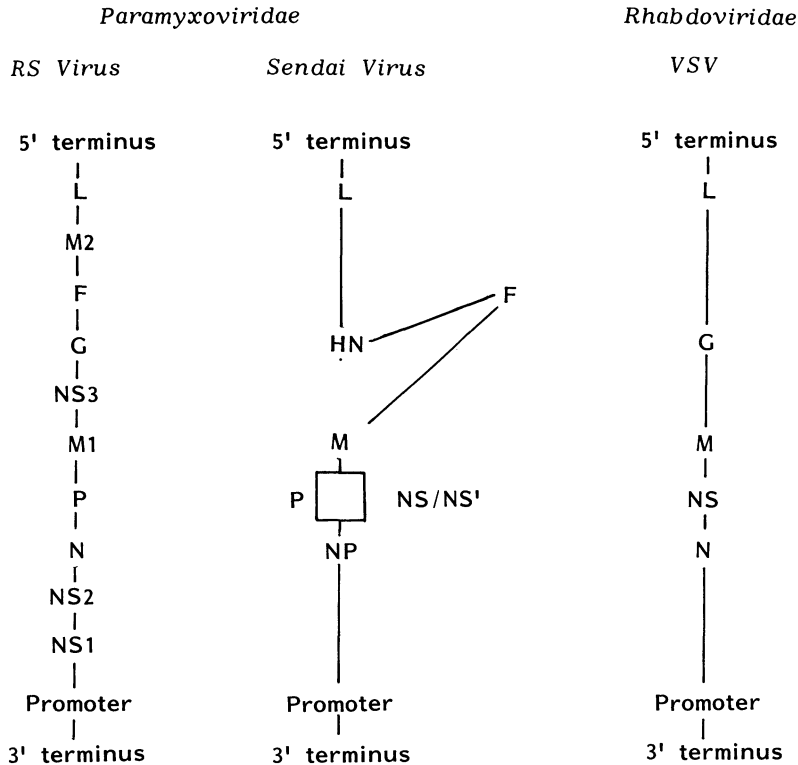 Paramyxoviridae
Rhabdoviridae
RS Virus
Sendai Virus
VSV
5' terminus
L
M2
F
G
NS3
M1
P
N
NS2
NS1
Promoter
3' terminus
5' terminus
L
F
HN
M
P
NS/NS'
NP
Promoter
3' terminus
5' terminus
L
G
M
NS
N
Promoter
3' terminus